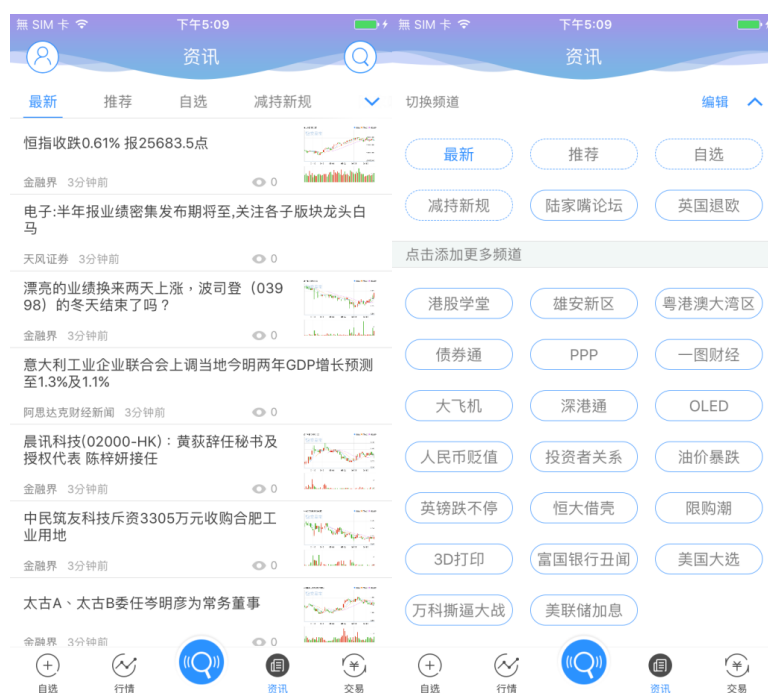 無 SIM 卡
下午5:09
资讯
最新 推荐 自选 减持新规
恒指收跌0.61% 报25683.5点
金融界 3分钟前 0
电子:半年报业绩密集发布期将至,关注各子版块龙头白
马
天风证券 3分钟前 0
漂亮的业绩换来两天上涨，波司登（039
98）的冬天结束了吗？
金融界 3分钟前 0
意大利工业企业联合会上调当地今明两年GDP增长预测
至1.3%及1.1%
阿思达克财经新闻 3分钟前 0
晨讯科技(02000-HK)：黄荻辞任秘书及
授权代表 陈梓妍接任
金融界 3分钟前 0
中民筑友科技斥资3305万元收购合肥工
业用地
金融界 3分钟前 0
太古A、太古B委任岑明彦为常务董事
金融界 3分钟前 0
自选 行情 资讯 交易
無 SIM 卡
下午5:09
资讯
切换频道 编辑
最新 推荐 自选
减持新规 陆家嘴论坛 英国退欧
点击添加更多频道
港股学堂 雄安新区 粤港澳大湾区
债券通 PPP 一图财经
大飞机 深港通 OLED
人民币贬值 投资者关系 油价暴跌
英镑跌不停 恒大借壳 限购潮
3D打印 富国银行丑闻 美国大选
万科撕逼大战 美联储加息
自选 行情 资讯 交易